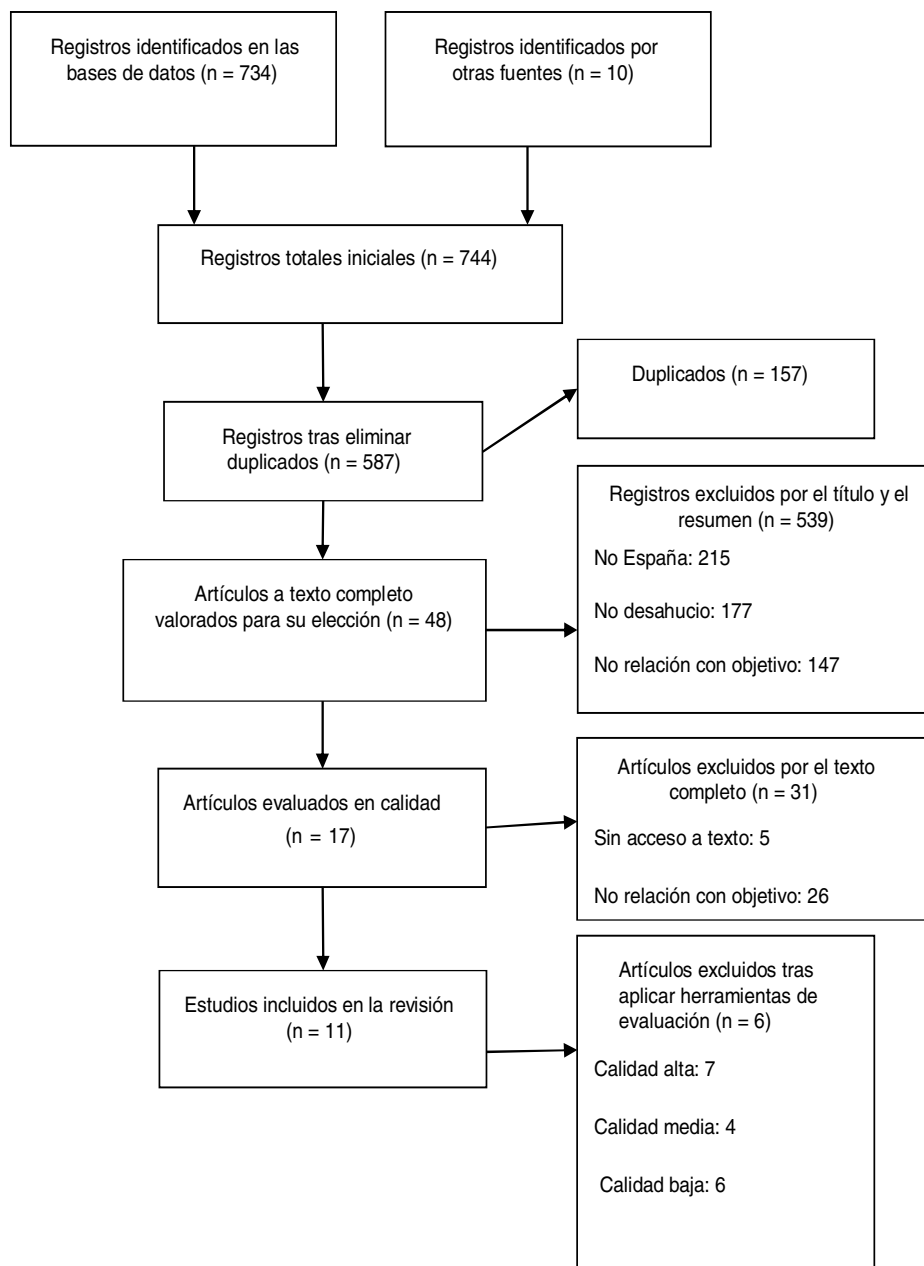 Registros identificados en las
bases de datos (n = 734)
Registros identificados por
otras fuentes (n = 10)
Registros totales iniciales (n = 744)
Duplicados (n = 157)
Registros tras eliminar
duplicados (n = 587)
Registros excluidos por el título y el
resumen (n = 539)
No España: 215
No desahucio: 177
No relación con objetivo: 147
Artículos a texto completo
valorados para su elección (n = 48)
Artículos excluidos por el texto
completo (n = 31)
Sin acceso a texto: 5
No relación con objetivo: 26
Artículos evaluados en calidad
(n = 17)
Artículos excluidos tras
aplicar herramientas de
evaluación (n = 6)
Calidad alta: 7
Calidad media: 4
Calidad baja: 6
Estudios incluidos en la revisión
(n = 11)